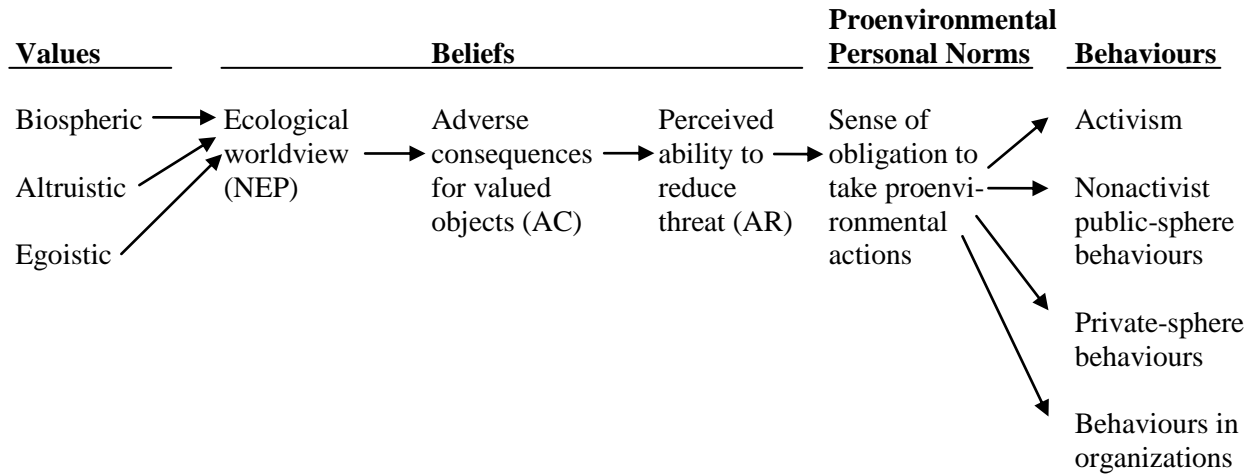 Proenvironmental
Personal Norms
Values
Beliefs
Behaviours
Biospheric
Altruistic
Egoistic
Ecological
worldview
(NEP)
Adverse
consequences
for valued
objects (AC)
Perceived
ability to
reduce
threat (AR)
Sense of
obligation to
take proenvi-
ronmental
actions
Activism
Nonactivist
public-sphere
behaviours
Private-sphere
behaviours
Behaviours in
organizations